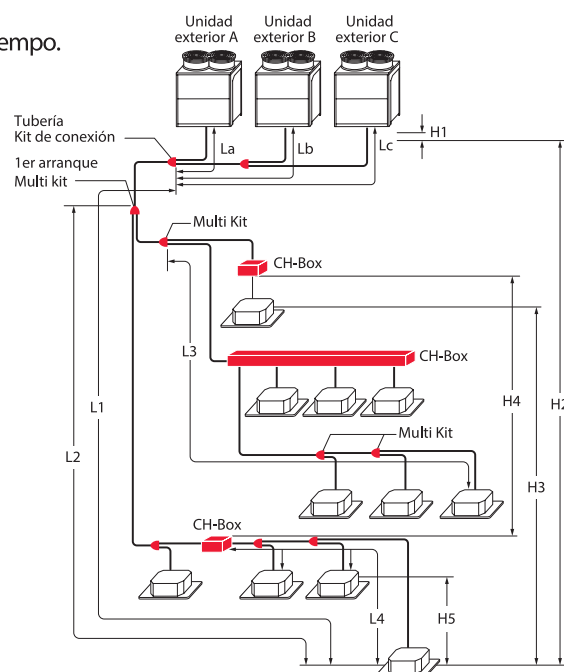 empo.
Unidad
exterior A
Unidad
exterior B
Unidad
exterior C
Tubería
Kit de conexión
La
Lb
Lc
H1
1er arranque
Multi kit
Multi Kit
CH-Box
L3
CH-Box
L1
L2
H4
H2
H3
Multi Kit
CH-Box
L4
H5